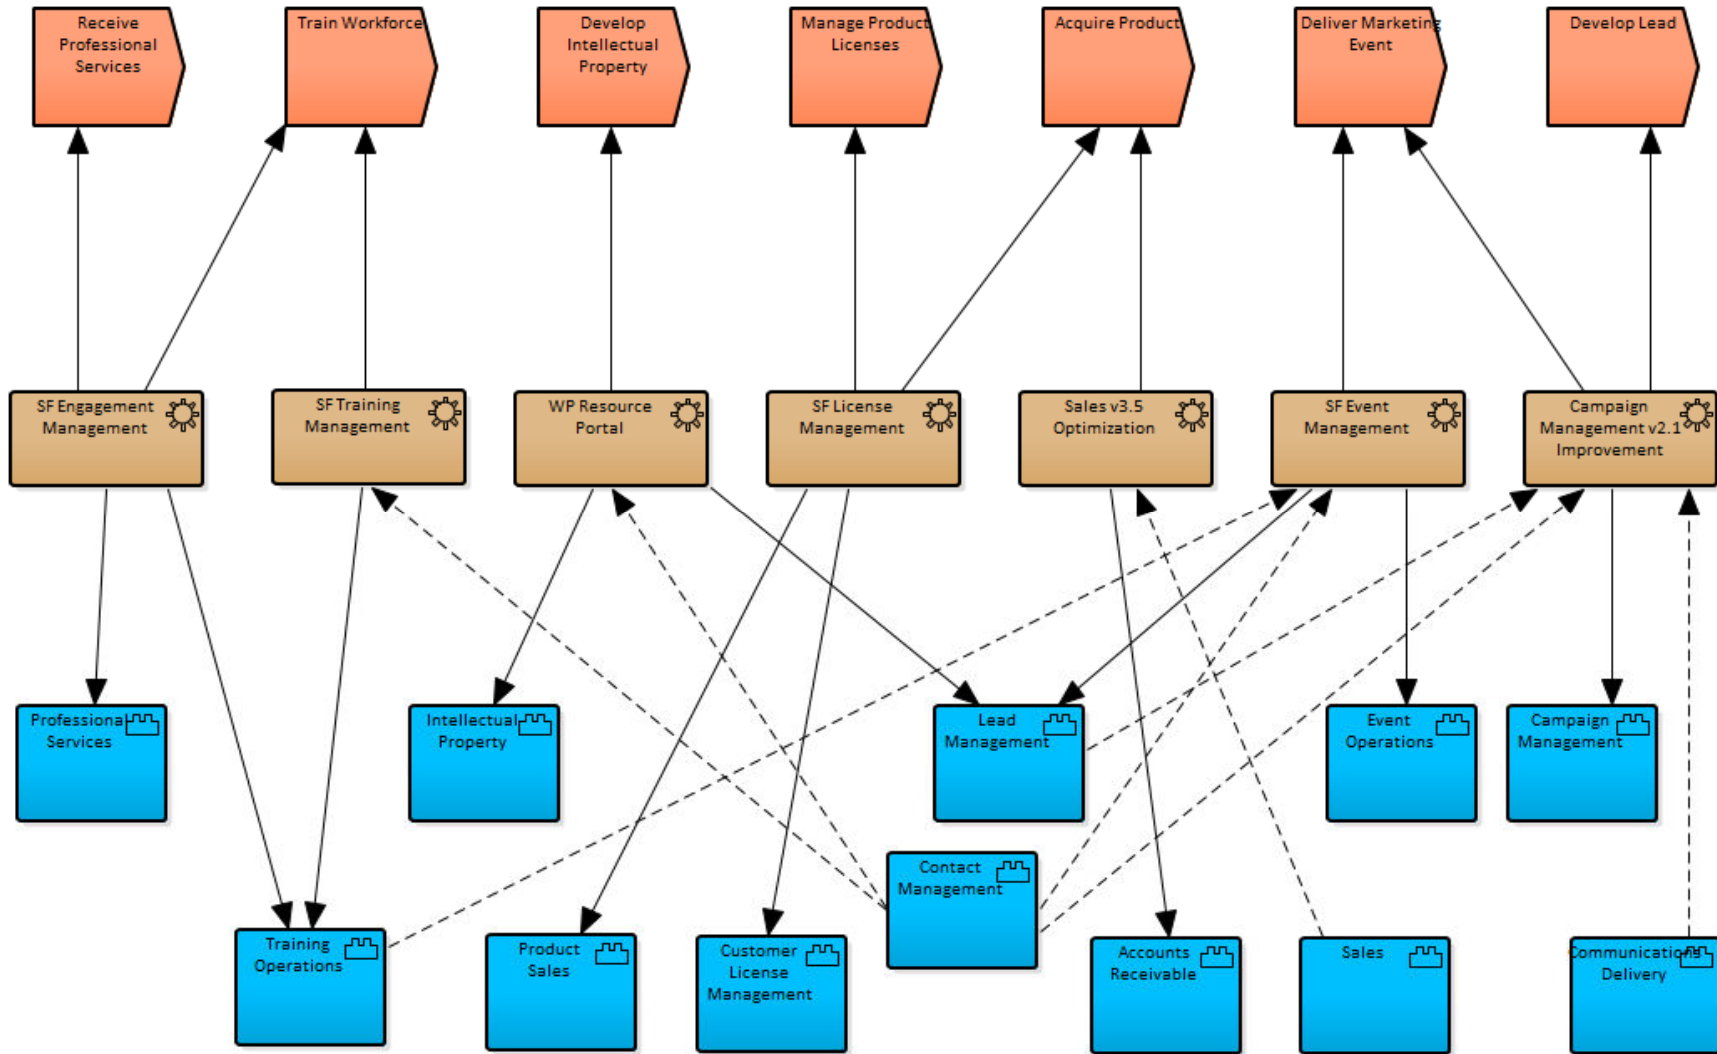 Receive
Professional
Services
Train Workforce
Develop
Intellectual
Property
Manage Product
Licenses
Acquire Product
Deliver Marketing
Event
Develop Lead
SF Engagement
Management
SF Training
Management
WP Resource
Portal
SF License
Management
Sales v3.5
Optimization
SF Event
Management
Campaign
Management v2.1
Improvement
Professional
Services
Intellectual
Property
Lead
Management
Event
Operations
Campaign
Management
Contact
Management
Training
Operations
Product
Sales
Customer
License
Management
Accounts
Receivable
Sales
Communications
Delivery